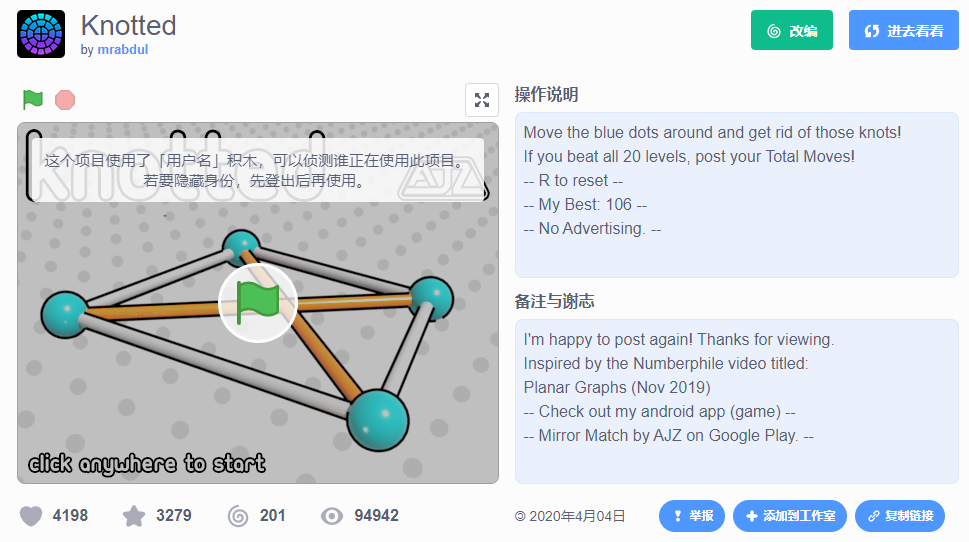 Knotted
by mrabdul
改编
进去看看
操作说明
knotted
AJA
这个项目使用了「用户名」积木，可以侦测谁正在使用此项目。
若要隐藏身份，先登出后再使用。
click anywhere to start
Move the blue dots around and get rid of those knots!
If you beat all 20 levels, post your Total Moves!
-- R to reset --
-- My Best: 106 --
-- No Advertising. --
备注与谢志
I'm happy to post again! Thanks for viewing.
Inspired by the Numberphile video titled:
Planar Graphs (Nov 2019)
-- Check out my android app (game) --
-- Mirror Match by AJZ on Google Play. --
4198
3279
201
94942
© 2020年4月04日
举报
添加到工作室
复制链接